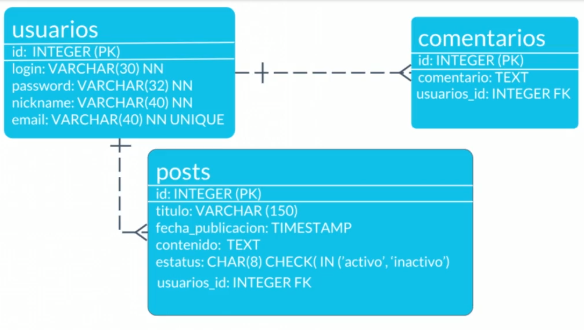 usuarios
id: INTEGER (PK)
login: VARCHAR(30) NN
password: VARCHAR(32) NN
nickname: VARCHAR(40) NN
email: VARCHAR(40) NN UNIQUE
comentarios
id: INTEGER (PK)
comentario: TEXT
usuarios_id: INTEGER FK
posts
id: INTEGER (PK)
titulo: VARCHAR (150)
fecha_publicacion: TIMESTAMP
contenido: TEXT
estatus: CHAR(8) CHECK( IN ('activo', 'inactivo')
usuarios_id: INTEGER FK